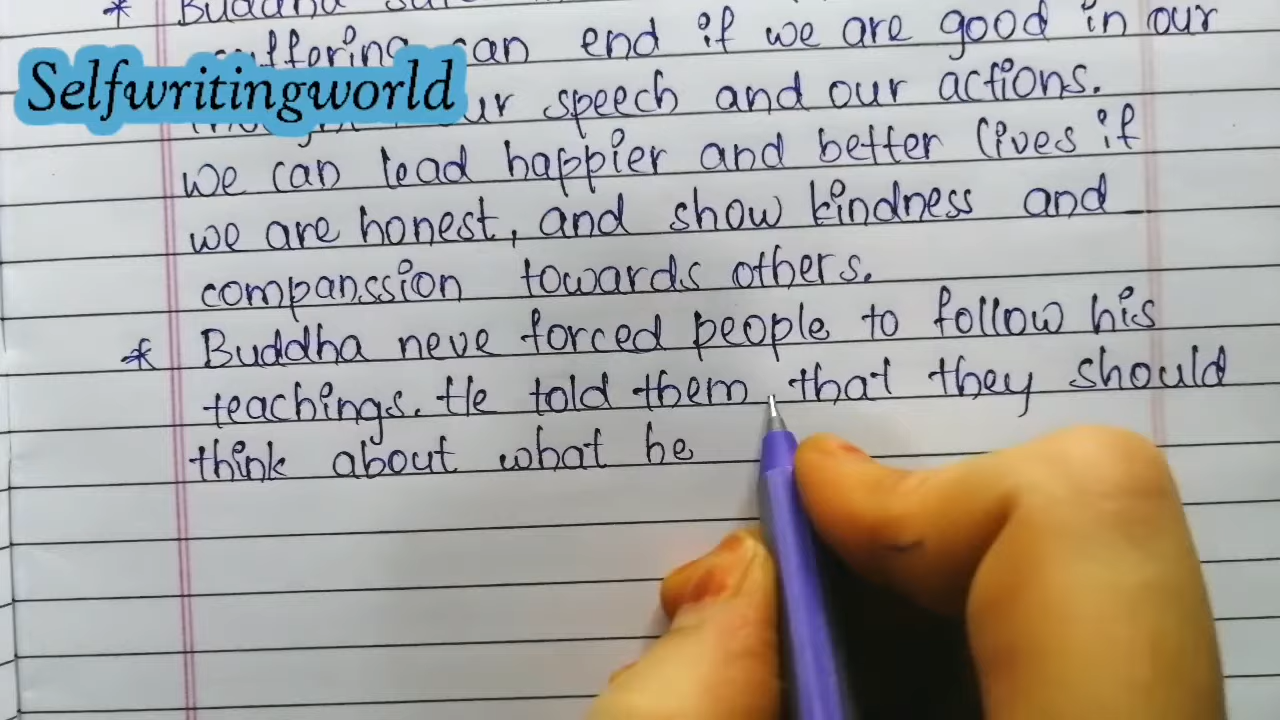 * Buddha
suffering can end if we are good in our
Selfwritingworld
ur speech and our actions.
we can lead happier and better lives if
we are honest, and show kindness and
companssion towards others.
* Buddha neve forced people to follow his
teachings. He told them that they should
think about what he